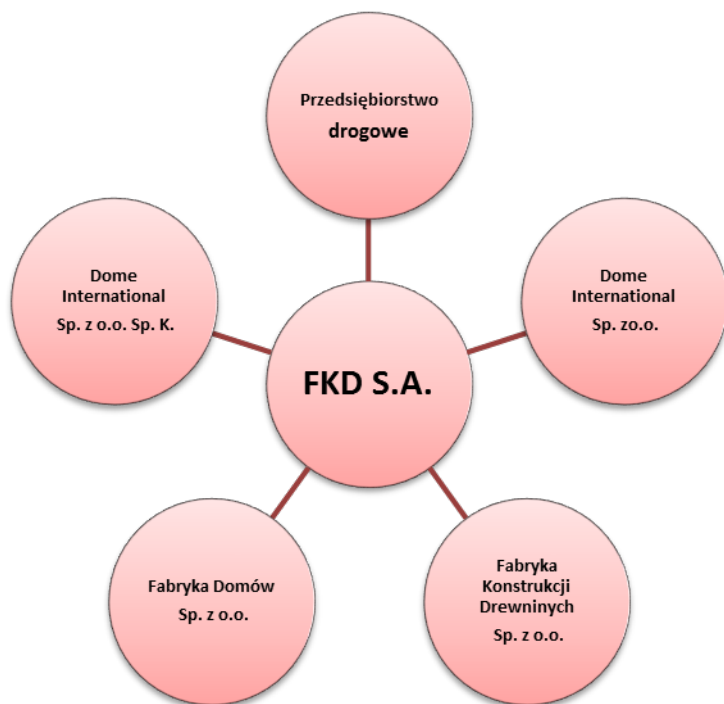 Przedsiębiorstwo
drogowe
Dome
International
Sp. z o.o. Sp. K.
Dome
International
Sp. zo.o.
FKD S.A.
Fabryka Domów
Sp. z o.o.
Fabryka
Konstrukcji
Drewninych
Sp. z o.o.